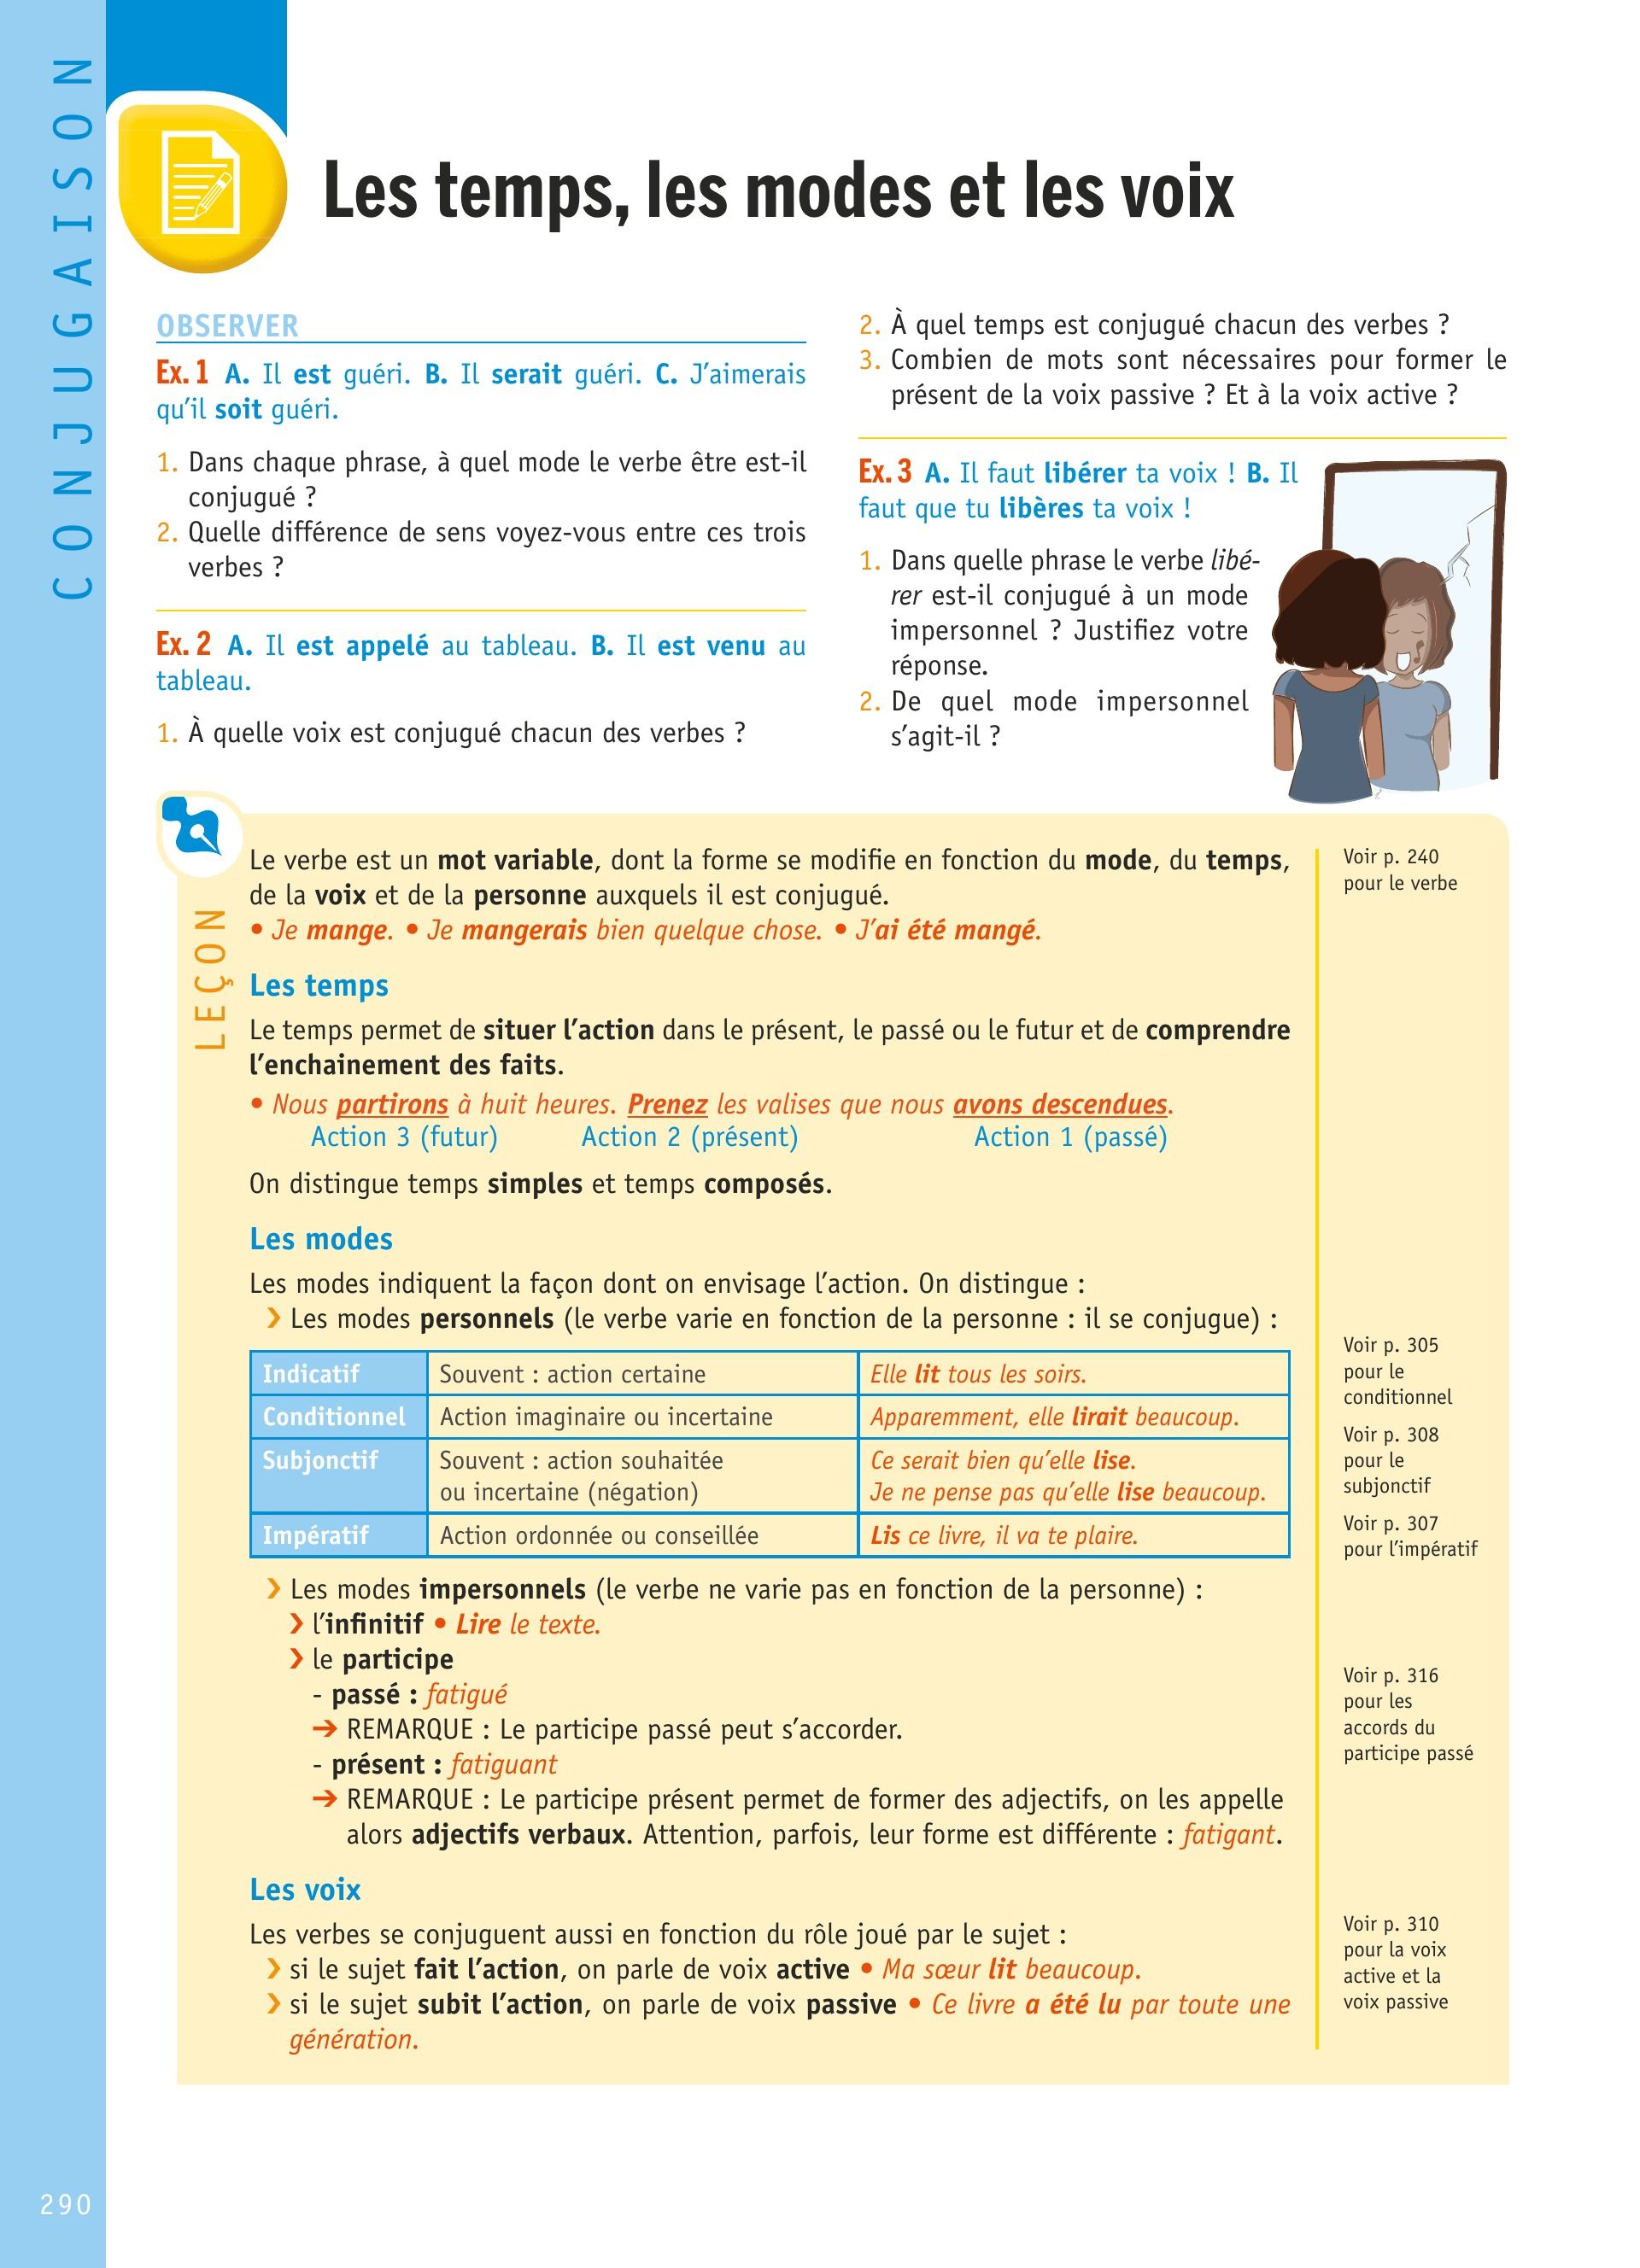 CONJUGAISON
Les temps, les modes et les voix
OBSERVER
Ex. 1 A. Il est guéri. B. Il serait guéri. C. J’aimerais
qu’il soit guéri.
1. Dans chaque phrase, à quel mode le verbe être est-il
conjugué ?
2. Quelle différence de sens voyez-vous entre ces trois
verbes ?
Ex. 2 A. Il est appelé au tableau. B. Il est venu au
tableau.
1. À quelle voix est conjugué chacun des verbes ?
2. À quel temps est conjugué chacun des verbes ?
3. Combien de mots sont nécessaires pour former le
présent de la voix passive ? Et à la voix active ?
Ex. 3 A. Il faut libérer ta voix ! B. Il
faut que tu libères ta voix !
1. Dans quelle phrase le verbe libé-
rer est-il conjugué à un mode
impersonnel ? Justifiez votre
réponse.
2. De quel mode impersonnel
s’agit-il ?
LEÇON
Le verbe est un mot variable, dont la forme se modifie en fonction du mode, du temps,
de la voix et de la personne auxquels il est conjugué.
• Je mange. • Je mangerais bien quelque chose. • J’ai été mangé.
Voir p. 240
pour le verbe
Les temps
Le temps permet de situer l’action dans le présent, le passé ou le futur et de comprendre
l’enchainement des faits.
• Nous partirons à huit heures. Prenez les valises que nous avons descendues.
Action 3 (futur) Action 2 (présent) Action 1 (passé)
On distingue temps simples et temps composés.
Les modes
Les modes indiquent la façon dont on envisage l’action. On distingue :
› Les modes personnels (le verbe varie en fonction de la personne : il se conjugue) :
Indicatif Souvent : action certaine Elle lit tous les soirs.
Conditionnel Action imaginaire ou incertaine Apparemment, elle lirait beaucoup.
Subjonctif Souvent : action souhaitée Ce serait bien qu’elle lise.
ou incertaine (négation) Je ne pense pas qu’elle lise beaucoup.
Impératif Action ordonnée ou conseillée Lis ce livre, il va te plaire.
Voir p. 305
pour le
conditionnel
Voir p. 308
pour le
subjonctif
Voir p. 307
pour l’impératif
› Les modes impersonnels (le verbe ne varie pas en fonction de la personne) :
› l’infinitif • Lire le texte.
› le participe
- passé : fatigué
➔ REMARQUE : Le participe passé peut s’accorder.
- présent : fatiguant
➔ REMARQUE : Le participe présent permet de former des adjectifs, on les appelle
alors adjectifs verbaux. Attention, parfois, leur forme est différente : fatigant.
Voir p. 316
pour les
accords du
participe passé
Les voix
Les verbes se conjuguent aussi en fonction du rôle joué par le sujet :
› si le sujet fait l’action, on parle de voix active • Ma sœur lit beaucoup.
› si le sujet subit l’action, on parle de voix passive • Ce livre a été lu par toute une
génération.
Voir p. 310
pour la voix
active et la
voix passive
290